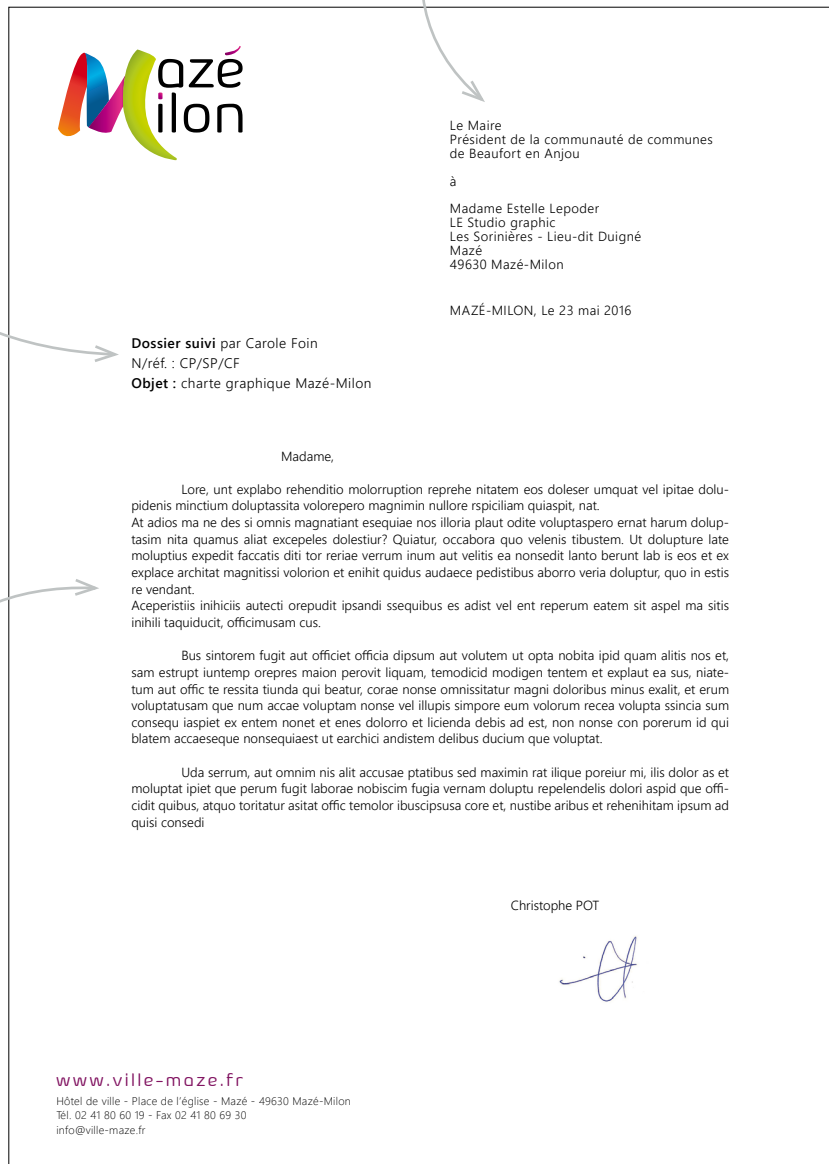 Mazé
Milon
Le Maire
Président de la communauté de communes
de Beaufort en Anjou
à
Madame Estelle Lepoder
LE Studio graphic
Les Sorinières - Lieu-dit Duigné
Mazé
49630 Mazé-Milon
MAZÉ-MILON, Le 23 mai 2016
Dossier suivi par Carole Foin
N/réf. : CP/SP/CF
Objet : charte graphique Mazé-Milon
Madame,
Lore, unt explabo rehenditio molorruption reprehe nitatem eos doleser umquat vel ipitae dolu-
pidenis minctium doluptassita volorepero magnimin nullore rspiciliam quiaspit, nat.
At adios ma ne des si omnis magnatiant esequiae nos illoria plaut odite voluptaspero ernat harum dolup-
tasim nita quamus aliat excepeles dolestiur? Quiatur, occabora quo velenis tibustem. Ut dolupture late
moluptius expedit faccatis diti tor reriae verrum inum aut velitis ea nonsedit lanto berunt lab is eos et ex
explace architat magnitissi volorion et enihit quidus audaece pedistibus aborro veria doluptur, quo in estis
re vendant.
Aceperistiis inihiciis autecti orepudit ipsandi ssequibus es adist vel ent reperum eatem sit aspel ma sitis
inihili taquiducit, officimusam cus.
Bus sintorem fugit aut officiet officia dipsum aut volutem ut opta nobita ipid quam alitis nos et,
sam estrupt iuntemp orepres maion perovit liquam, temodicid modigen tentem et explaut ea sus, niate-
tum aut offic te ressita tiunda qui beatur, corae nonse omnissitatur magni doloribus minus exalit, et erum
voluptatusam que num accae voluptam nonse vel illupis simpore eum volorum recea volupta ssincia sum
consequ iaspiet ex entem nonet et enes dolorro et licienda debis ad est, non nonse con porerum id qui
blatem accaeseque nonsequiaest ut earchici andistem delibus ducium que voluptat.
Uda serrum, aut omnim nis alit accusae ptatibus sed maximin rat ilique poreiur mi, ilis dolor as et
moluptat ipiet que perum fugit laborae nobiscim fugia vernam doluptu repelendelis dolori aspid que offi-
cidit quibus, atquo toritatur asitat offic temolor ibuscipsusa core et, nustibe aribus et rehenihitam ipsum ad
quisi consedi
Christophe POT
www.ville-maze.fr
Hôtel de ville - Place de l'église - Mazé - 49630 Mazé-Milon
Tél. 02 41 80 60 19 - Fax 02 41 80 69 30
info@ville-maze.fr